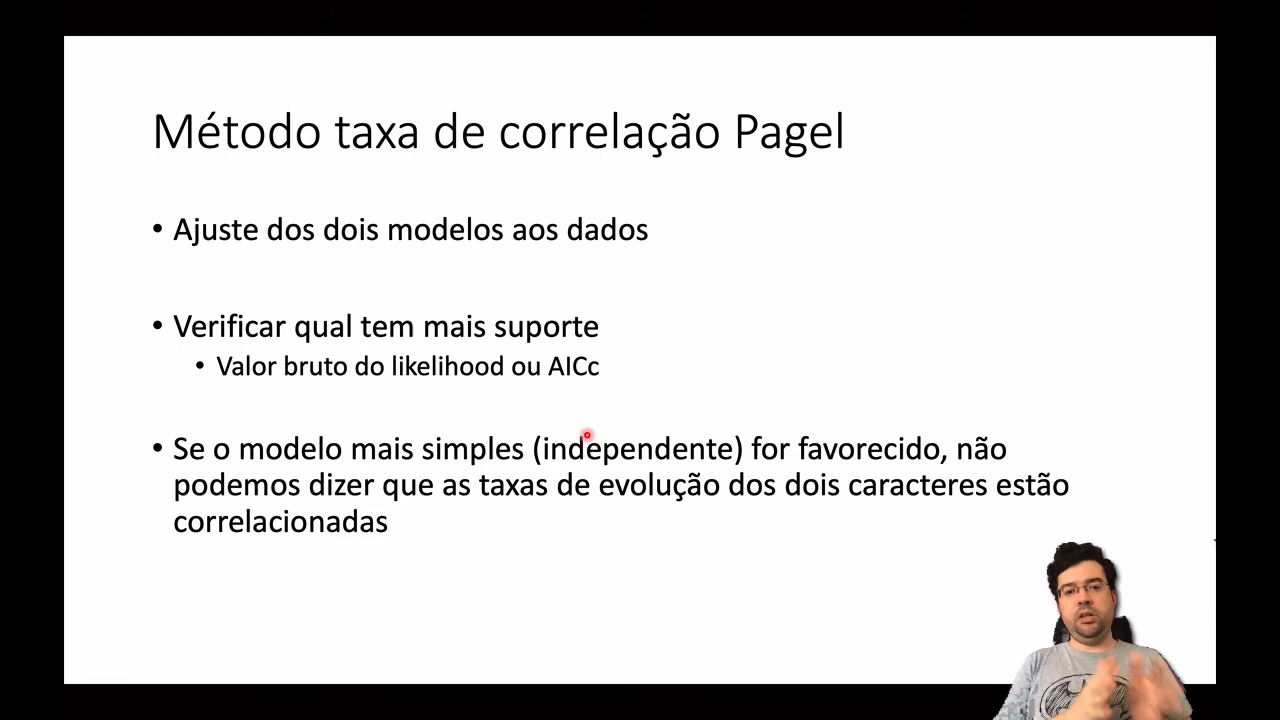 Método taxa de correlação Pagel
• Ajuste dos dois modelos aos dados
• Verificar qual tem mais suporte
• Valor bruto do likelihood ou AICc
• Se o modelo mais simples (independente) for favorecido, não
podemos dizer que as taxas de evolução dos dois caracteres estão
correlacionadas